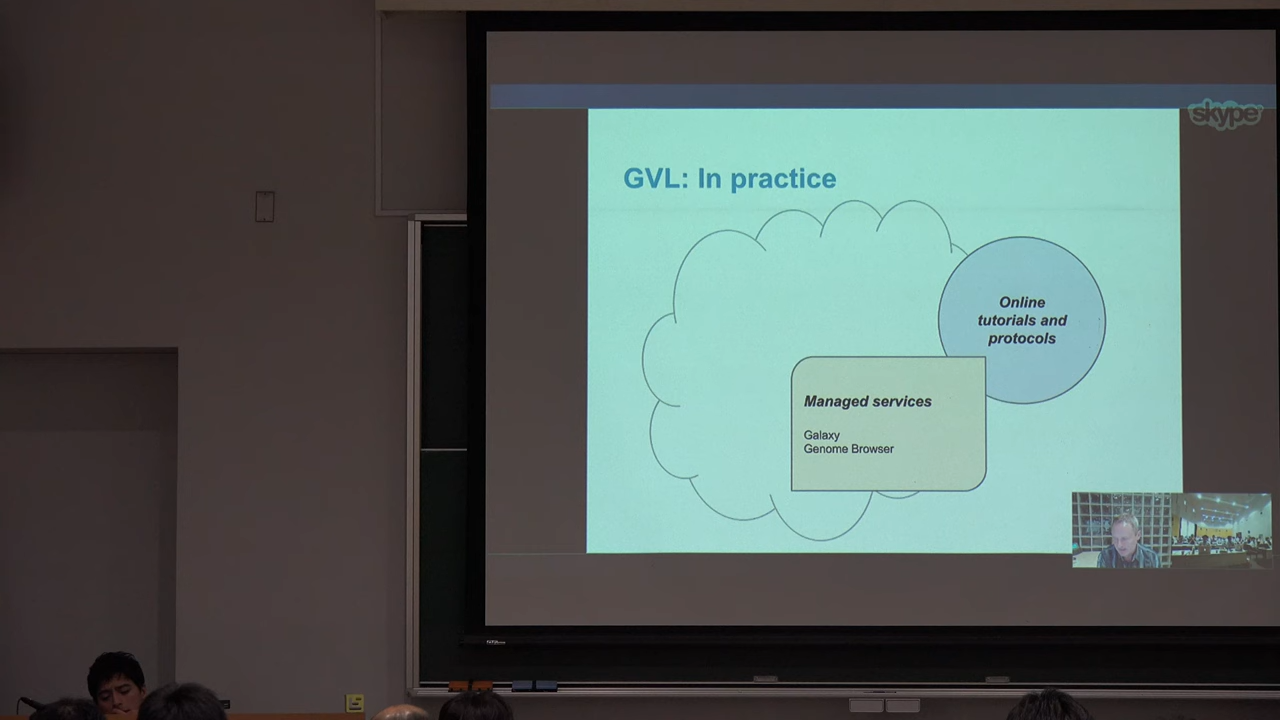 skype
GVL: In practice
Online
tutorials and
protocols
Managed services
Galaxy
Genome Browser